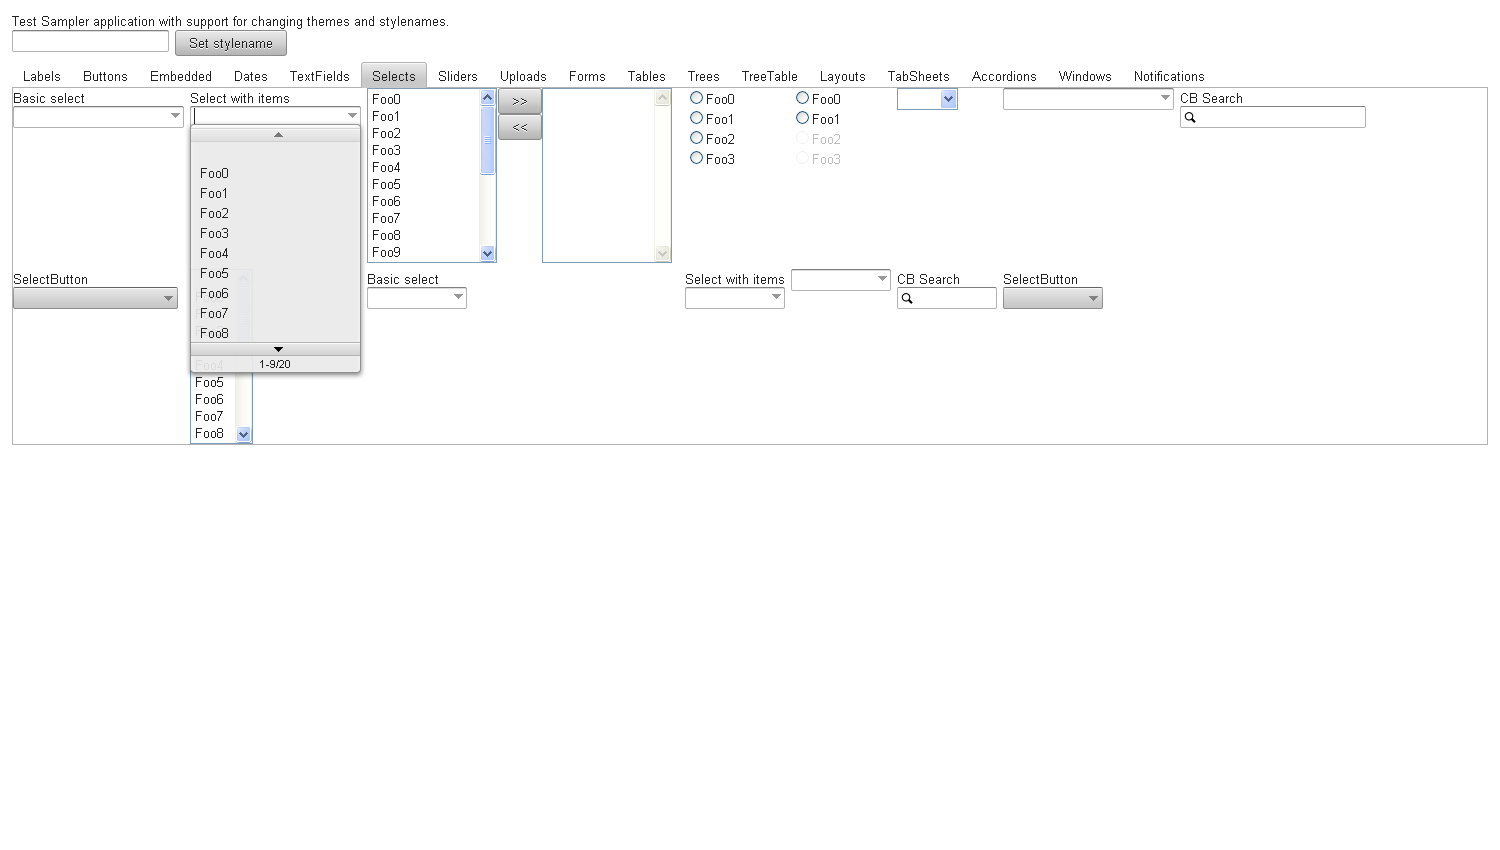 Test Sampler application with support for changing themes and stylenames.
Set stylename
Labels Buttons Embedded Dates TextFields Selects Sliders Uploads Forms Tables Trees TreeTable Layouts TabSheets Accordions Windows Notifications
Basic select
Select with items
Foo0
Foo1
Foo2
Foo3
Foo4
Foo5
Foo6
Foo7
Foo8
1-9/20
Foo0
Foo1
Foo2
Foo3
Foo4
Foo5
Foo6
Foo7
Foo8
Foo9
>>
<<
Foo0
Foo1
Foo2
Foo3
Foo0
Foo1
Foo2
Foo3
CB Search
SelectButton
Foo4
Foo5
Foo6
Foo7
Foo8
Basic select
Select with items
CB Search
SelectButton